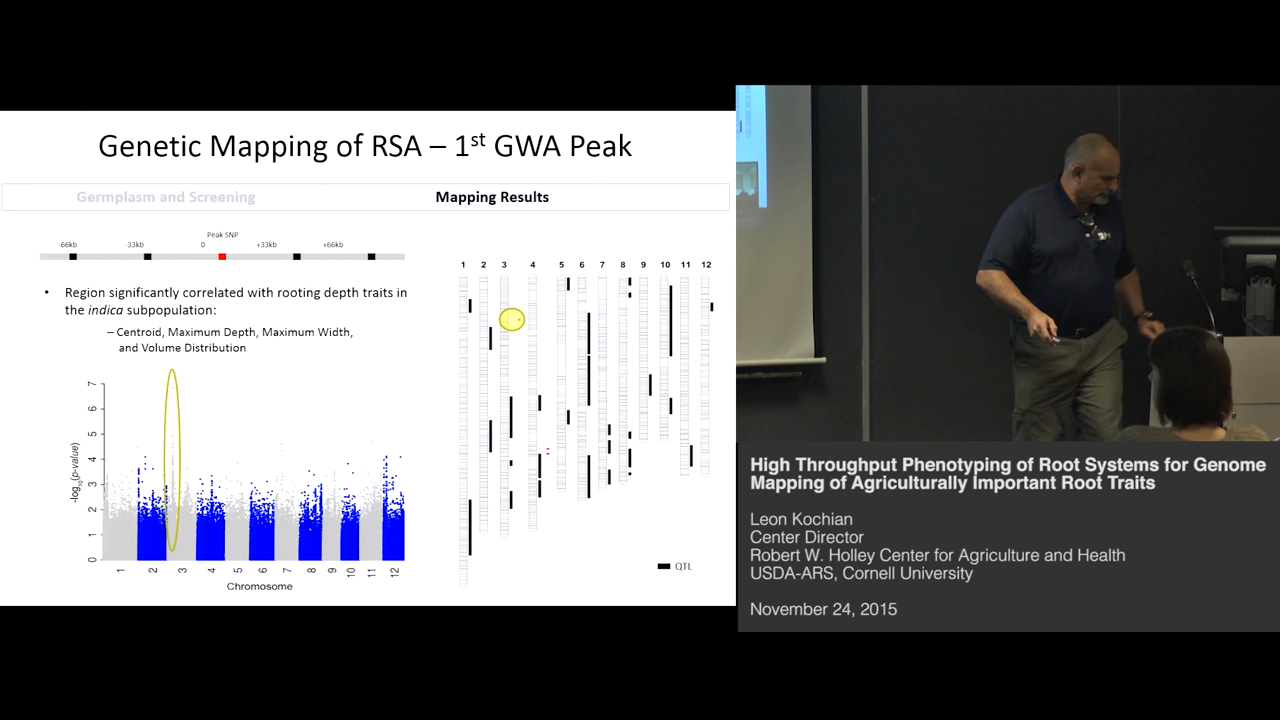 Genetic Mapping of RSA – 1st GWA Peak
Germplasm and Screening
Mapping Results
Peak SNP
-66kb -33kb 0 +33kb +66kb
• Region significantly correlated with rooting depth traits in
the indica subpopulation:
– Centroid, Maximum Depth, Maximum Width,
and Volume Distribution
-log10(p-value)
7
6
5
4
3
2
1
0
1 2 3 4 5 6 7 8 9 10 11 12
Chromosome
1 2 3 4 5 6 7 8 9 10 11 12
QTL
High Throughput Phenotyping of Root Systems for Genome
Mapping of Agriculturally Important Root Traits
Leon Kochian
Center Director
Robert W. Holley Center for Agriculture and Health
USDA-ARS, Cornell University
November 24, 2015